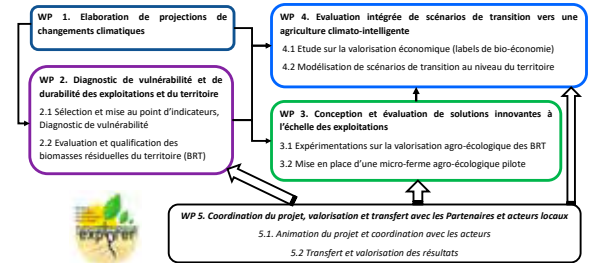 WP 1. Elaboration de projections de
changements climatiques
WP 2. Diagnostic de vulnérabilité et de
durabilité des exploitations et du territoire
2.1 Sélection et mise au point d'indicateurs,
Diagnostic de vulnérabilité
2.2 Evaluation et qualification des
biomasses résiduelles du territoire (BRT)
WP 4. Evaluation intégrée de scénarios de transition vers une
agriculture climato-intelligente
4.1 Etude sur la valorisation économique (labels de bio-économie)
4.2 Modélisation de scénarios de transition au niveau du territoire
WP 3. Conception et évaluation de solutions innovantes à
l'échelle des exploitations
3.1 Expérimentations sur la valorisation agro-écologique des BRT
3.2 Mise en place d'une micro-ferme agro-écologique pilote
explorer
WP 5. Coordination du projet, valorisation et transfert avec les Partenaires et acteurs locaux
5.1. Animation du projet et coordination avec les acteurs
5.2 Transfert et valorisation des résultats